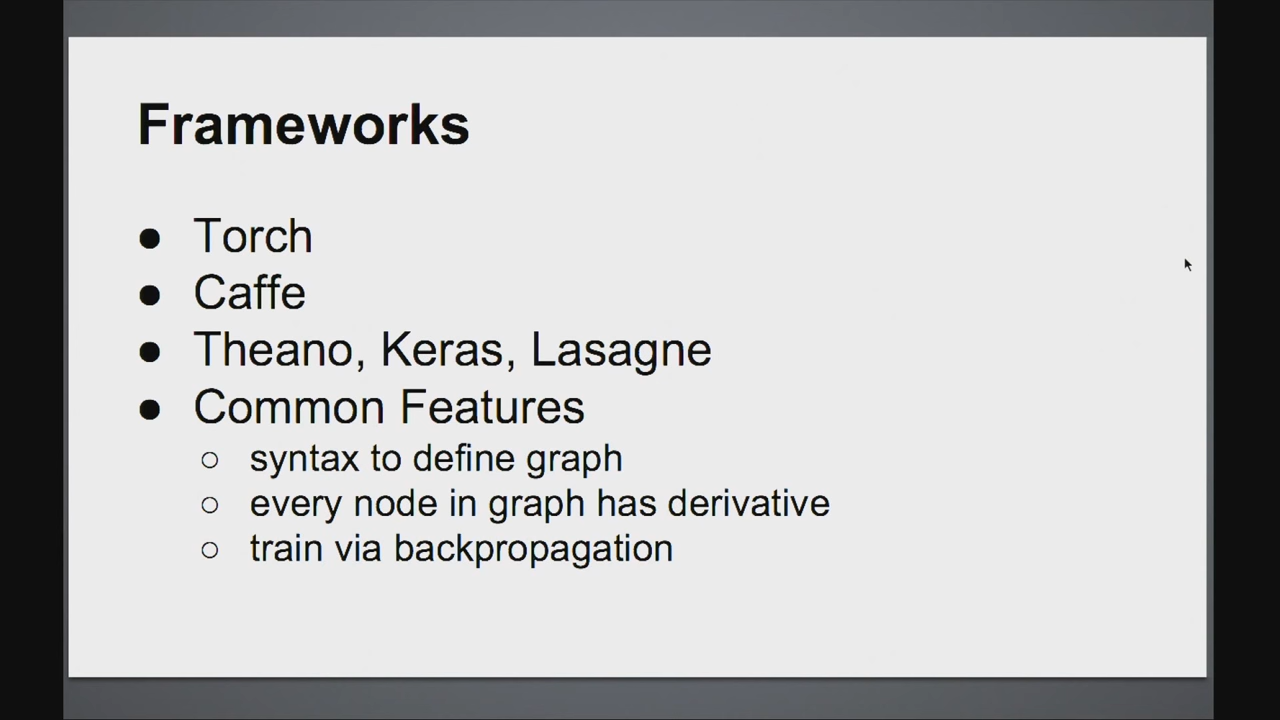 Frameworks
● Torch
● Caffe
● Theano, Keras, Lasagne
● Common Features
○ syntax to define graph
○ every node in graph has derivative
○ train via backpropagation